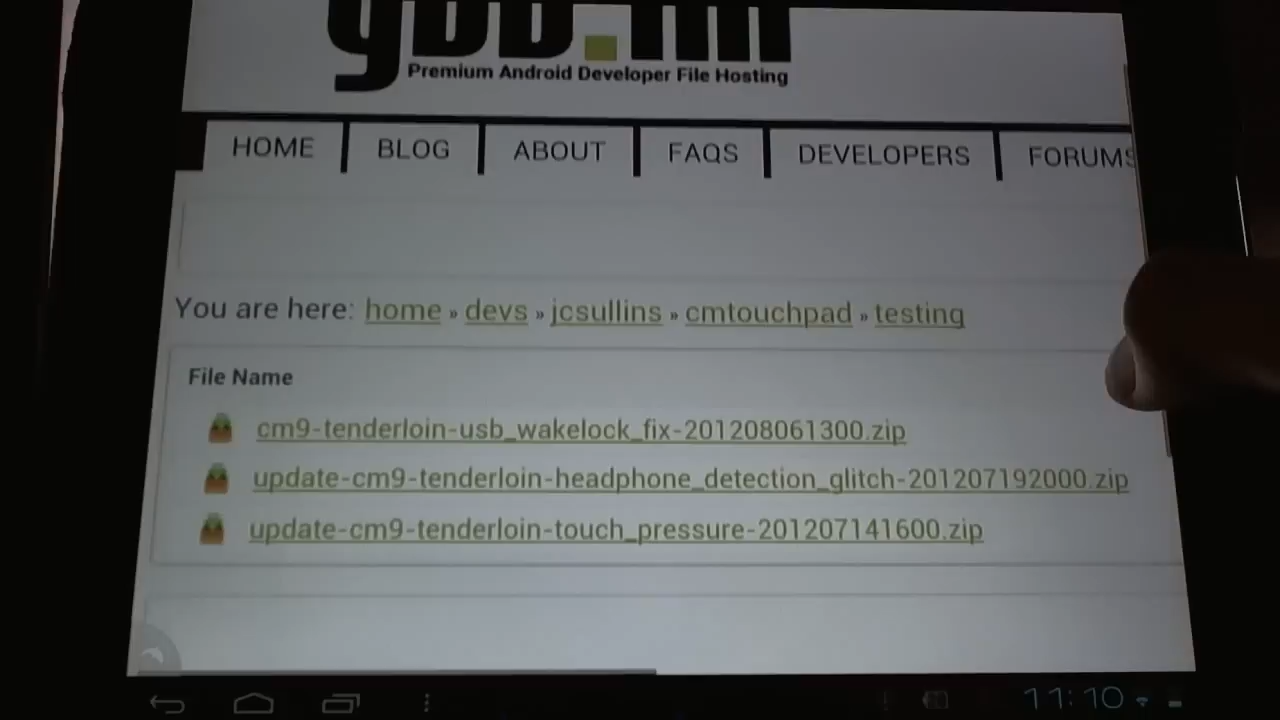 Premium Android Developer File Hosting
HOME BLOG ABOUT FAQS DEVELOPERS FORUMS
You are here: home » devs » jcsullins » cmtouchpad » testing
File Name
cm9-tenderloin-usb_wakelock_fix-201208061300.zip
update-cm9-tenderloin-headphone_detection_glitch-201207192000.zip
update-cm9-tenderloin-touch_pressure-201207141600.zip
11:10